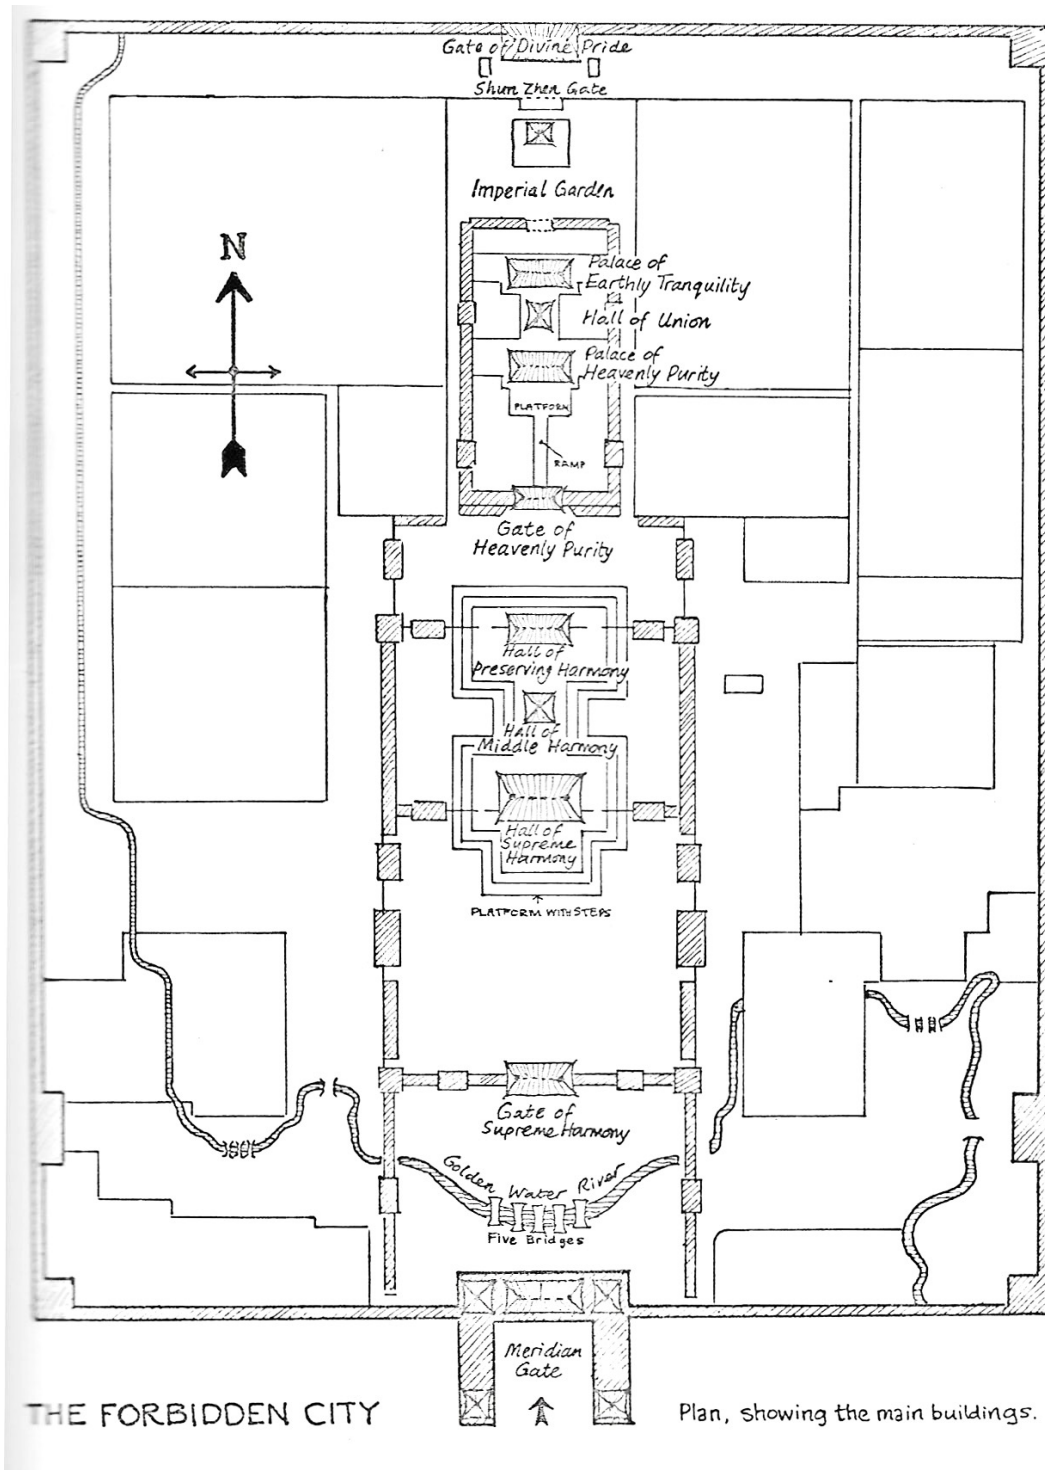 Gate of Divine Pride
Shun Zhen Gate
Imperial Garden
N
Palace of
Earthly Tranquility
Hall of Union
Palace of
Heavenly Purity
PLATFORM
RAMP
Gate of
Heavenly Purity
Hall of
Preserving Harmony
Hall of
Middle Harmony
Hall of
Supreme
Harmony
PLATFORM WITH STEPS
Gate of
Supreme Harmony
Golden Water River
Five Bridges
Meridian
Gate
THE FORBIDDEN CITY
Plan, showing the main buildings.